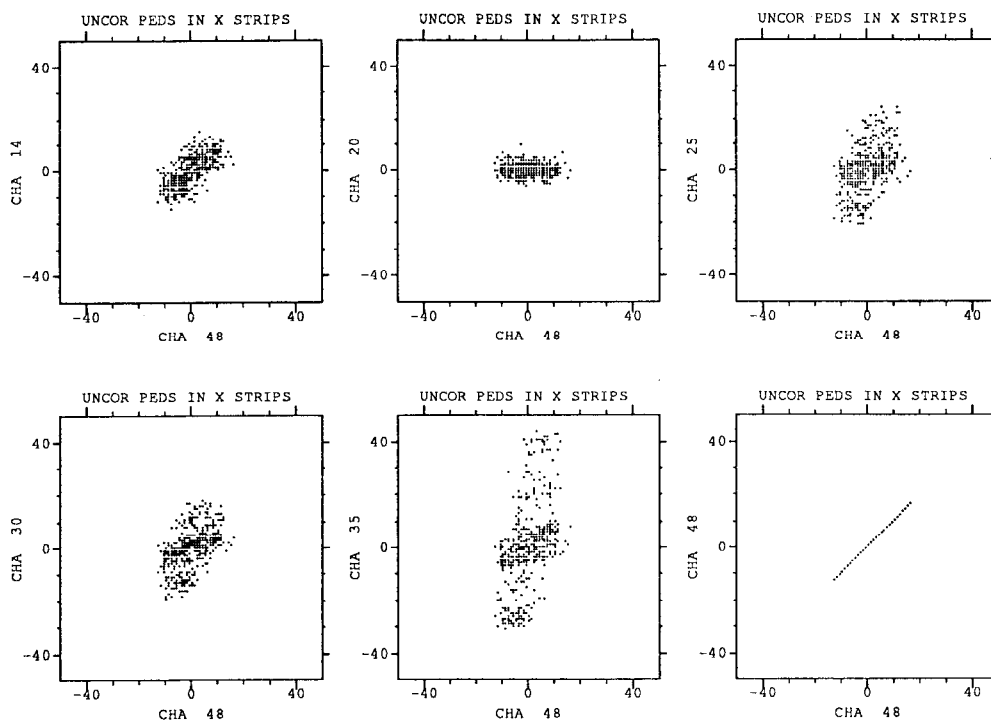 UNCOR PEDS IN X STRIPS
40
0
-40
CHA 14
-40 0 40
CHA 48
UNCOR PEDS IN X STRIPS
40
0
-40
CHA 20
-40 0 40
CHA 48
UNCOR PEDS IN X STRIPS
40
0
-40
CHA 25
-40 0 40
CHA 48
UNCOR PEDS IN X STRIPS
40
0
-40
CHA 30
-40 0 40
CHA 48
UNCOR PEDS IN X STRIPS
40
0
-40
CHA 35
-40 0 40
CHA 48
UNCOR PEDS IN X STRIPS
40
0
-40
CHA 48
-40 0 40
CHA 48